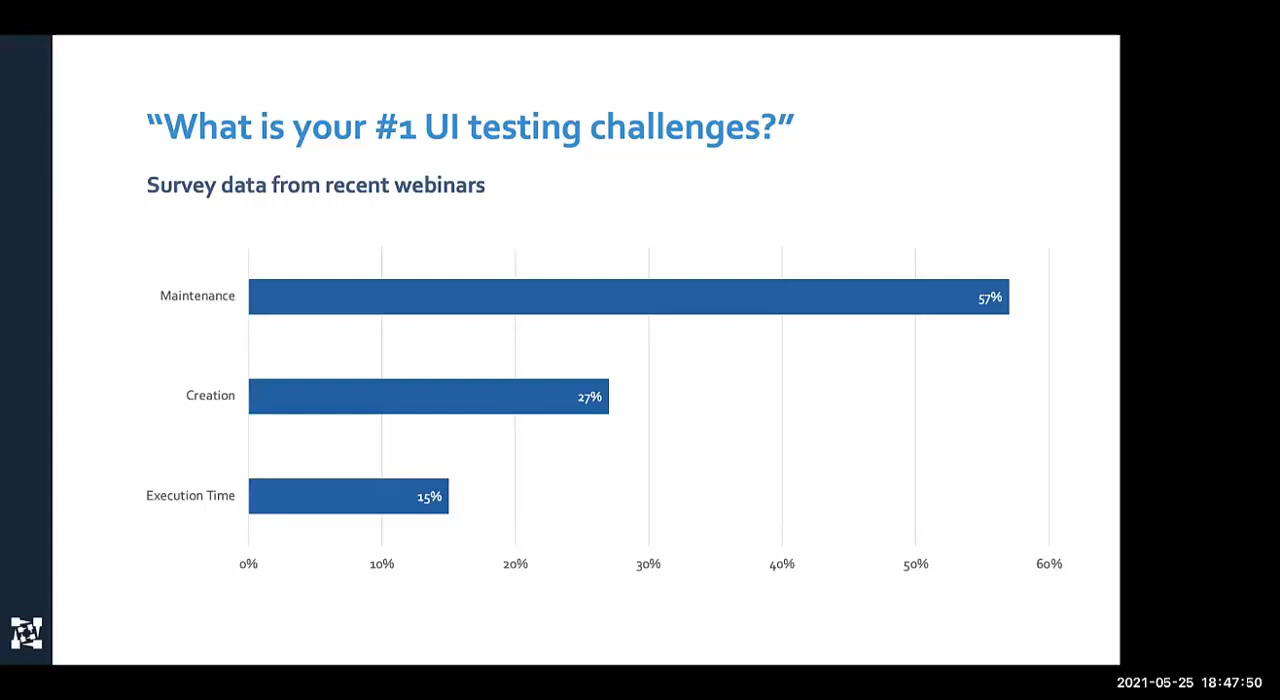 “What is your #1 UI testing challenges?”
Survey data from recent webinars
Maintenance
57%
Creation
27%
Execution Time
15%
0% 10% 20% 30% 40% 50% 60%
2021-05-25 18:47:50